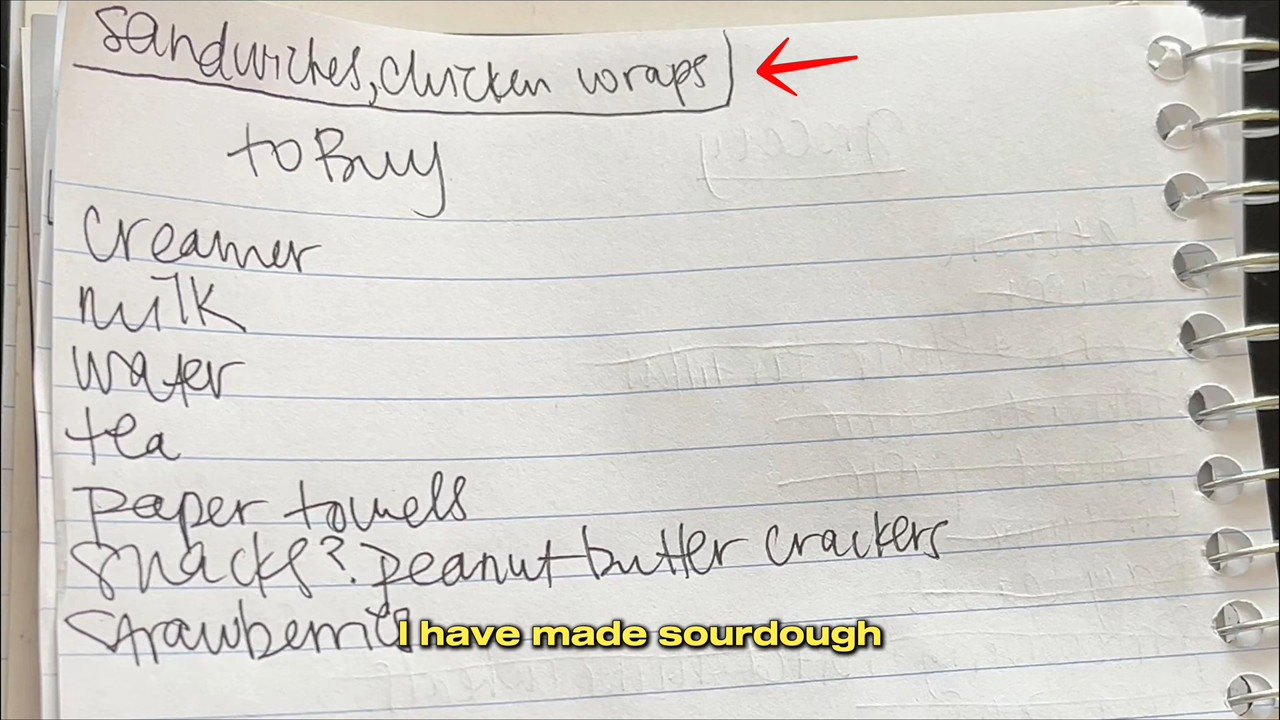 sandwiches, chicken wraps
to Buy
creamer
milk
water
tea
paper towels
snacks? peanut butter crackers
strawberries
I have made sourdough